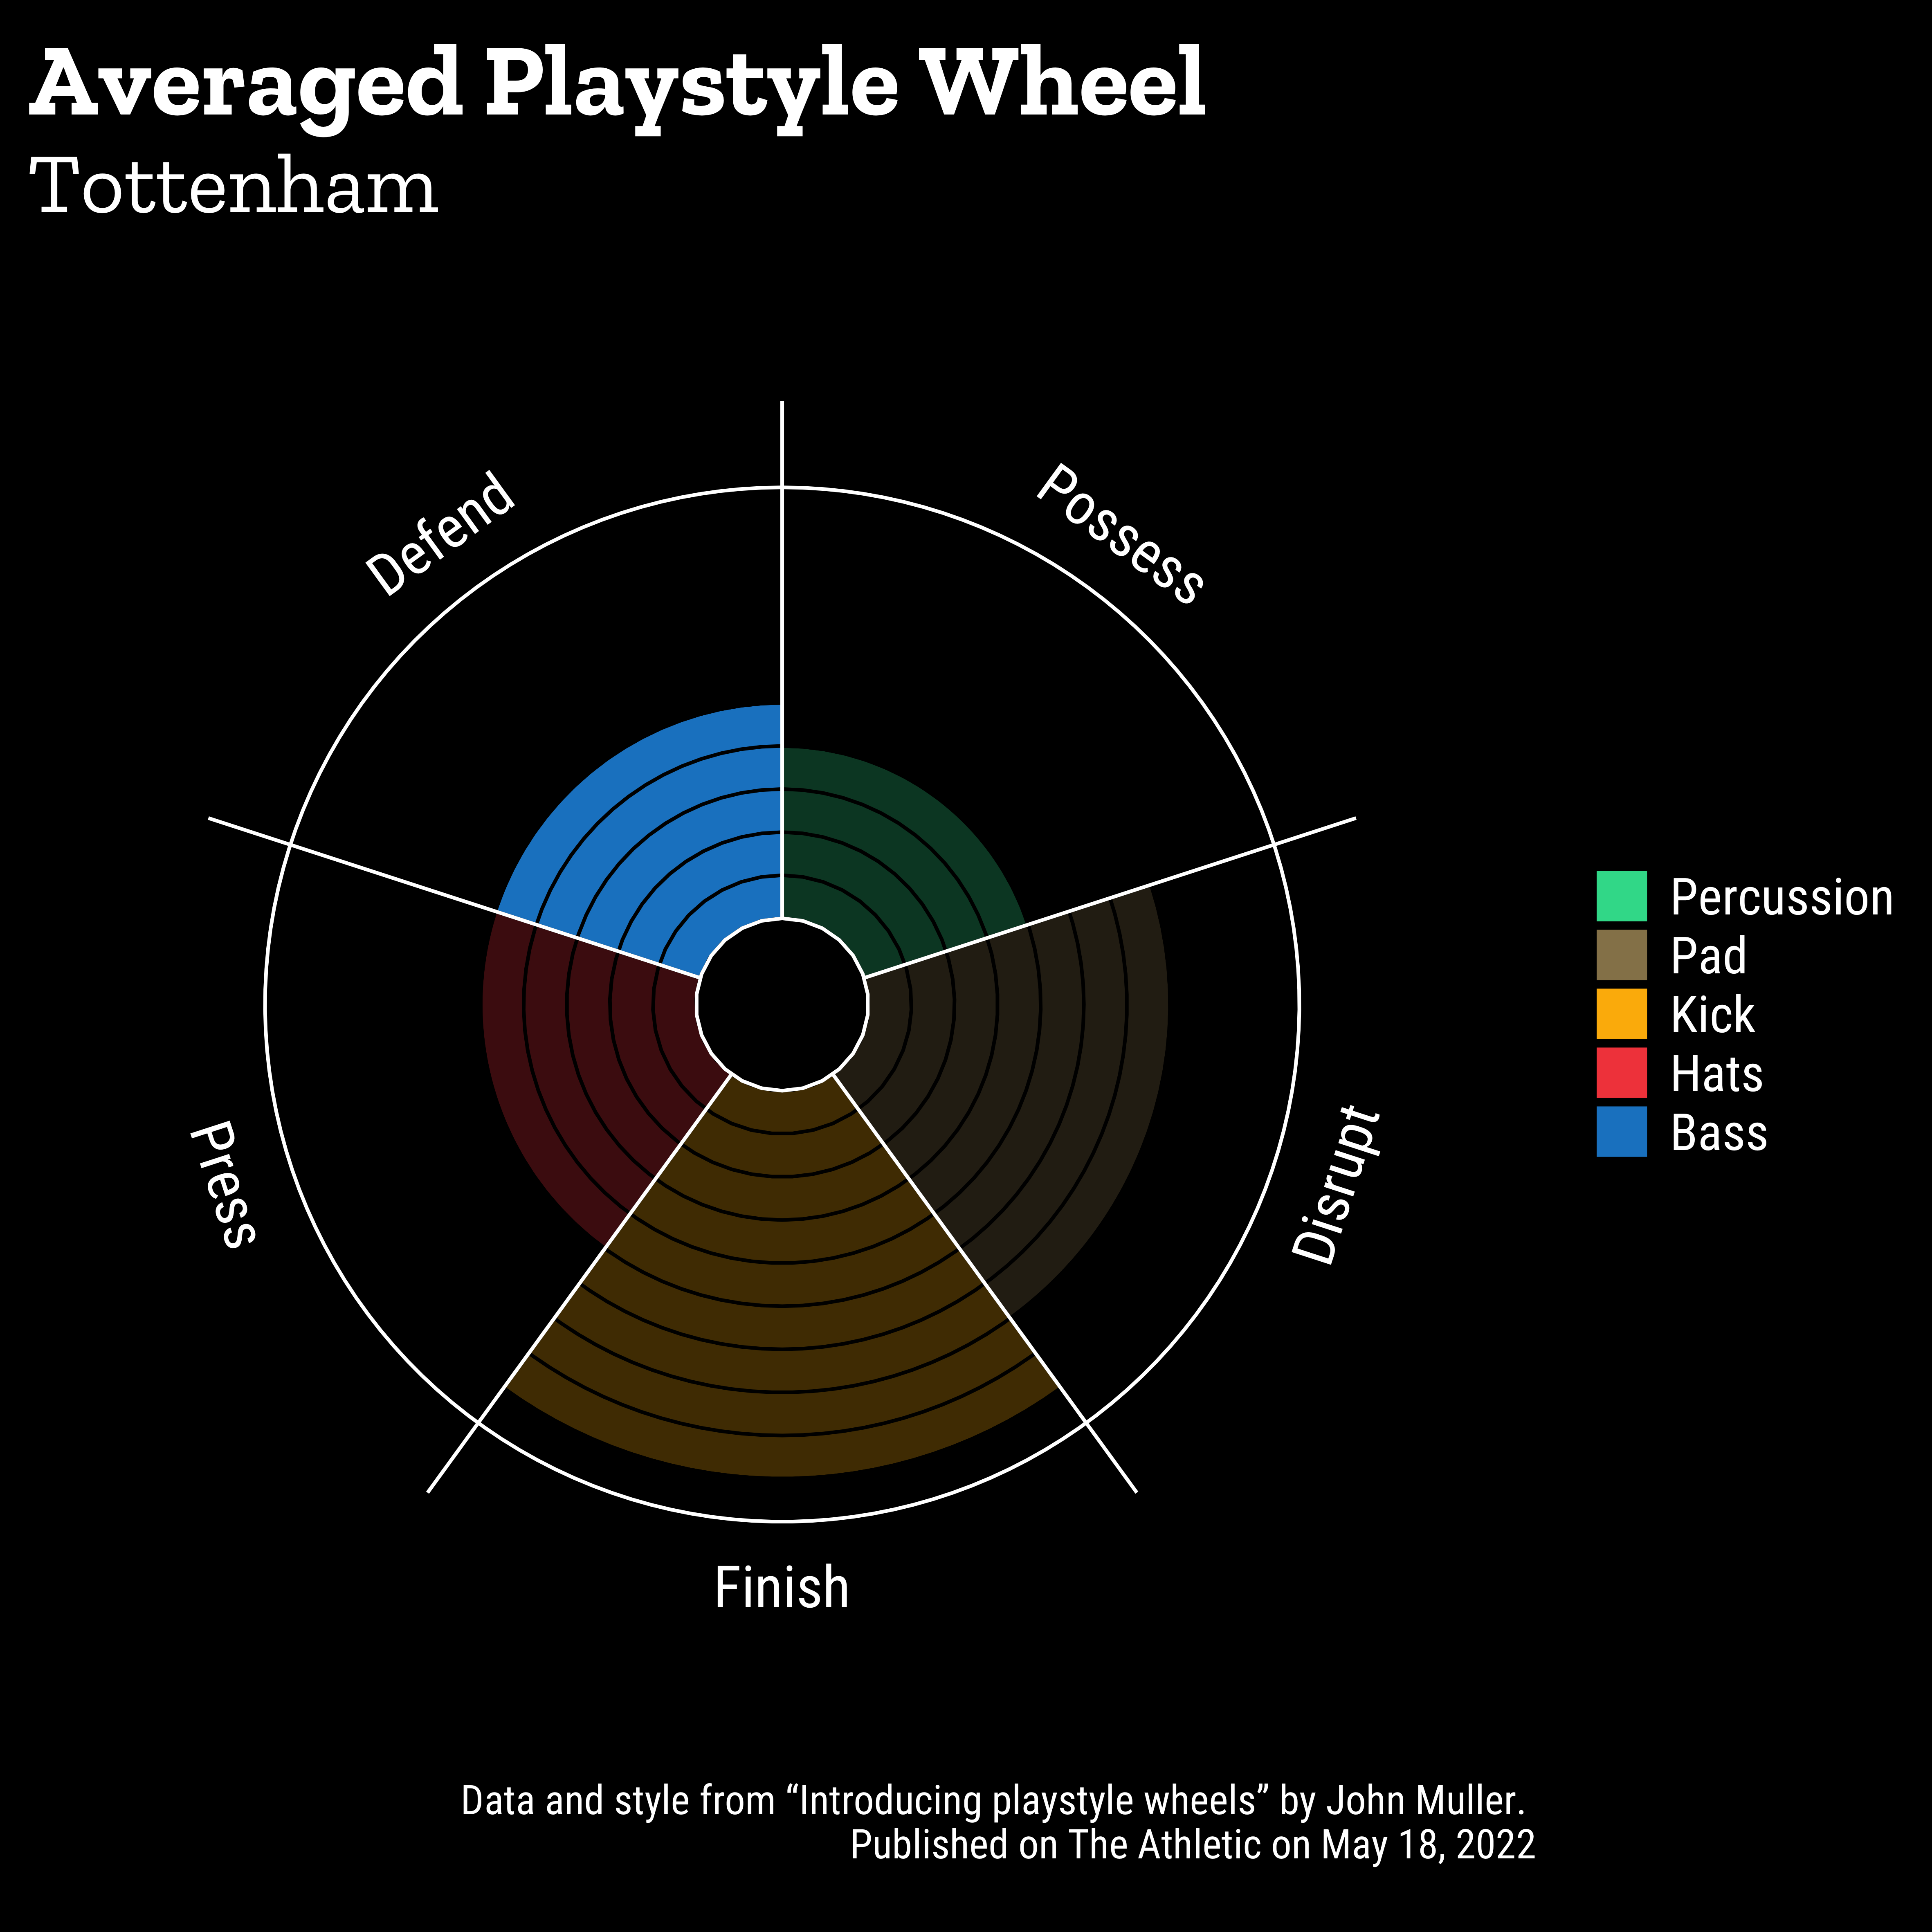 Averaged Playstyle Wheel
Tottenham
Defend
Possess
Press
Disrupt
Finish
Percussion
Pad
Kick
Hats
Bass
Data and style from “Introducing playstyle wheels” by John Muller.
Published on The Athletic on May 18, 2022